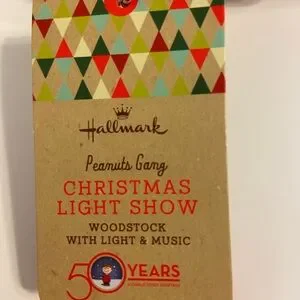 Hallmark
Peanuts Gang
CHRISTMAS
LIGHT SHOW
WOODSTOCK
WITH LIGHT & MUSIC
50 YEARS